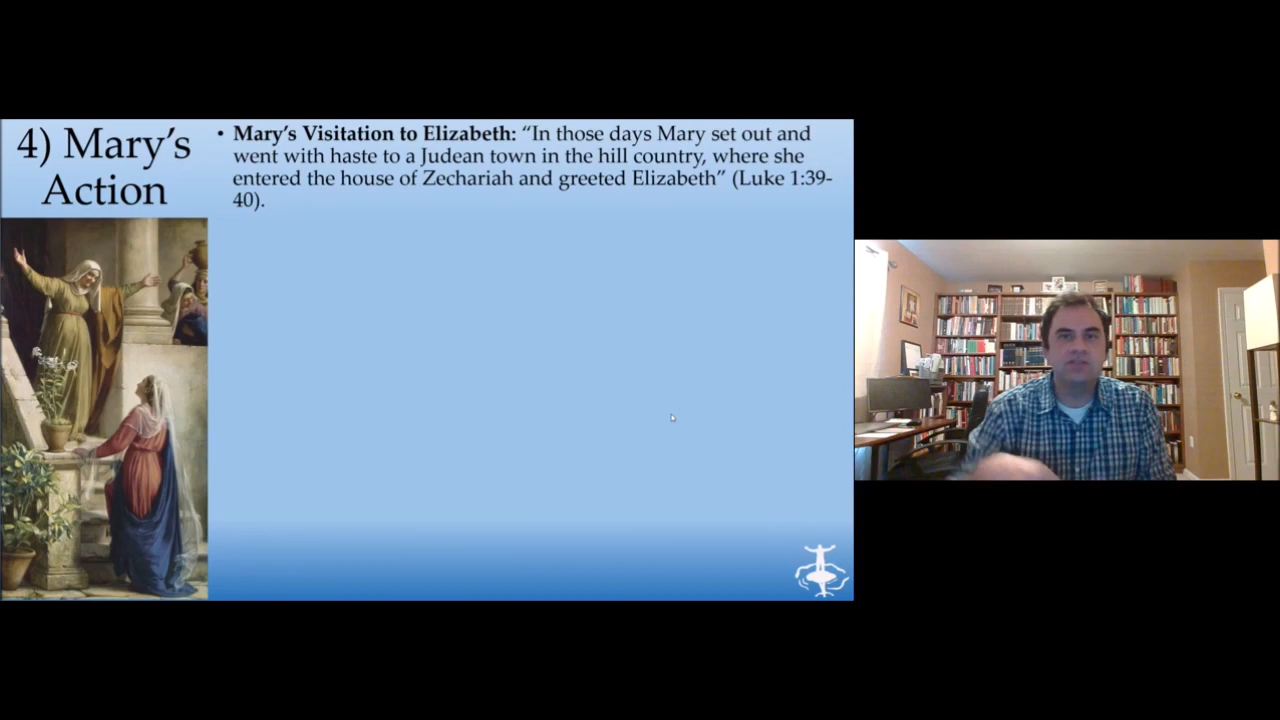 4) Mary’s
Action
• Mary’s Visitation to Elizabeth: “In those days Mary set out and
went with haste to a Judean town in the hill country, where she
entered the house of Zechariah and greeted Elizabeth” (Luke 1:39-
40).